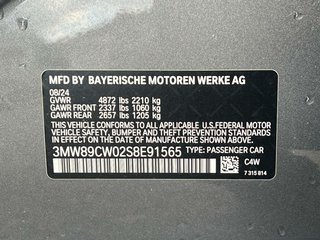 MFD BY BAYERISCHE MOTOREN WERKE AG
08/24
GVWR 4872 lbs 2210 kg
GAWR FRONT 2337 lbs 1060 kg
GAWR REAR 2657 lbs 1205 kg
THIS VEHICLE CONFORMS TO ALL APPLICABLE U.S. FEDERAL MOTOR
VEHICLE SAFETY, BUMPER, AND THEFT PREVENTION STANDARDS IN
EFFECT ON THE DATE OF MANUFACTURE SHOWN ABOVE.
3MW89CW02S8E91565 TYPE: PASSENGER CAR
C4W
7 315 814